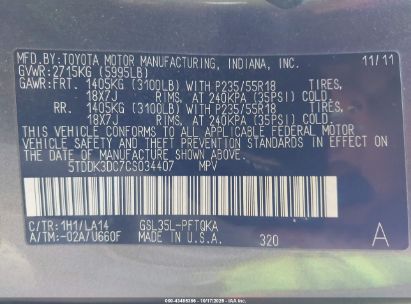 MFD.BY:TOYOTA MOTOR MANUFACTURING, INDIANA, INC. 11/11
GVWR: 2715KG (5995LB)
GAWR:FRT. 1405KG (3100LB) WITH P235/55R18 TIRES,
18X7J RIMS, AT 240KPA (35PSI) COLD.
RR. 1405KG (3100LB) WITH P235/55R18 TIRES,
18X7J RIMS, AT 240KPA (35PSI) COLD.
THIS VEHICLE CONFORMS TO ALL APPLICABLE FEDERAL MOTOR
VEHICLE SAFETY AND THEFT PREVENTION STANDARDS IN
EFFECT ON THE DATE OF MANUFACTURE SHOWN ABOVE.
5TDDK3DC7CS034407 MPV
C/TR: 1H1/LA14 GSL35L-PFTQKA
A/TM: -02A/U660F MADE IN U.S.A. 320 A